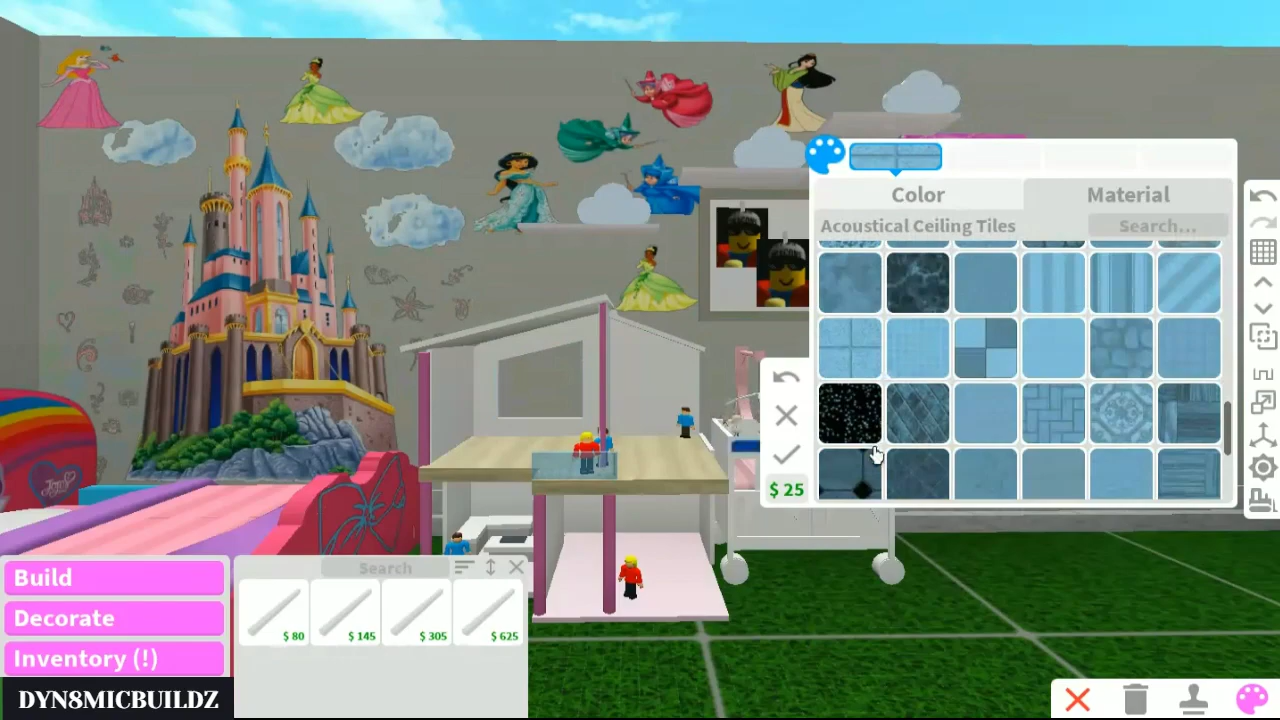 Color
Material
Acoustical Ceiling Tiles
Search...
$ 25
Build
Decorate
Inventory (!)
Search
$ 80
$ 145
$ 305
$ 625
DYN8MICBUILDZ